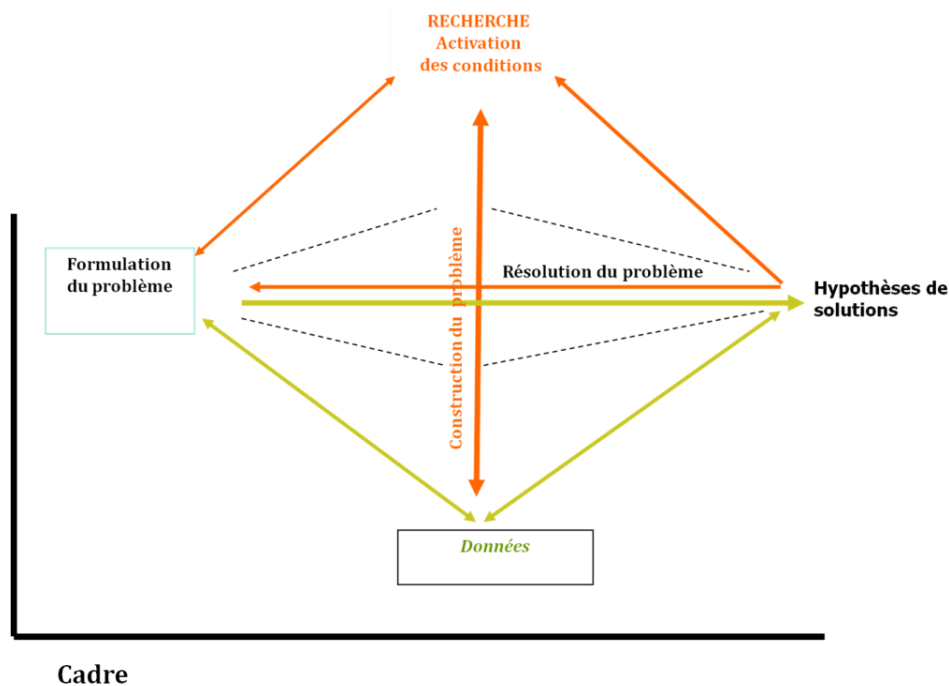 RECHERCHE
Activation
des conditions
Formulation
du problème
Construction du problème
Résolution du problème
Hypothèses de
solutions
Données
Cadre